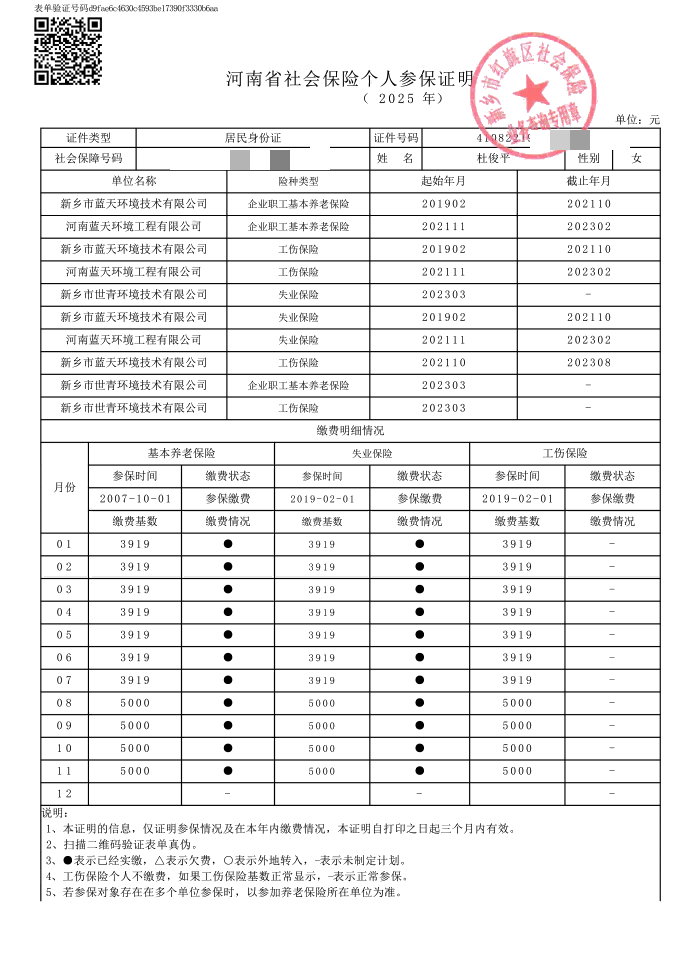 表单验证号码d9fae6c4630c4593be17390f3330b6aa
河南省社会保险个人参保证明
（ 2025 年）
新乡市红旗区社会保险
业务查询专用章
单位：元
证件类型 居民身份证 证件号码
社会保障号码 姓 名 杜俊平 性别 女
单位名称 险种类型 起始年月 截止年月
新乡市蓝天环境技术有限公司 企业职工基本养老保险 201902 202110
河南蓝天环境工程有限公司 企业职工基本养老保险 202111 202302
新乡市蓝天环境技术有限公司 工伤保险 201902 202110
河南蓝天环境工程有限公司 工伤保险 202111 202302
新乡市世青环境技术有限公司 失业保险 202303 -
新乡市蓝天环境技术有限公司 失业保险 201902 202110
河南蓝天环境工程有限公司 失业保险 202111 202302
新乡市蓝天环境技术有限公司 工伤保险 202110 202308
新乡市世青环境技术有限公司 企业职工基本养老保险 202303 -
新乡市世青环境技术有限公司 工伤保险 202303 -
缴费明细情况
月份 基本养老保险 失业保险 工伤保险
参保时间 缴费状态 参保时间 缴费状态 参保时间 缴费状态
2007-10-01 参保缴费 2019-02-01 参保缴费 2019-02-01 参保缴费
缴费基数 缴费情况 缴费基数 缴费情况 缴费基数 缴费情况
01 3919 ● 3919 ● 3919 -
02 3919 ● 3919 ● 3919 -
03 3919 ● 3919 ● 3919 -
04 3919 ● 3919 ● 3919 -
05 3919 ● 3919 ● 3919 -
06 3919 ● 3919 ● 3919 -
07 3919 ● 3919 ● 3919 -
08 5000 ● 5000 ● 5000 -
09 5000 ● 5000 ● 5000 -
10 5000 ● 5000 ● 5000 -
11 5000 ● 5000 ● 5000 -
12 - - -
说明：
1、本证明的信息，仅证明参保情况及在本年内缴费情况，本证明自打印之日起三个月内有效。
2、扫描二维码验证表单真伪。
3、●表示已经实缴，△表示欠费，○表示外地转入，-表示未制定计划。
4、工伤保险个人不缴费，如果工伤保险基数正常显示，-表示正常参保。
5、若参保对象存在在多个单位参保时，以参加养老保险所在单位为准。